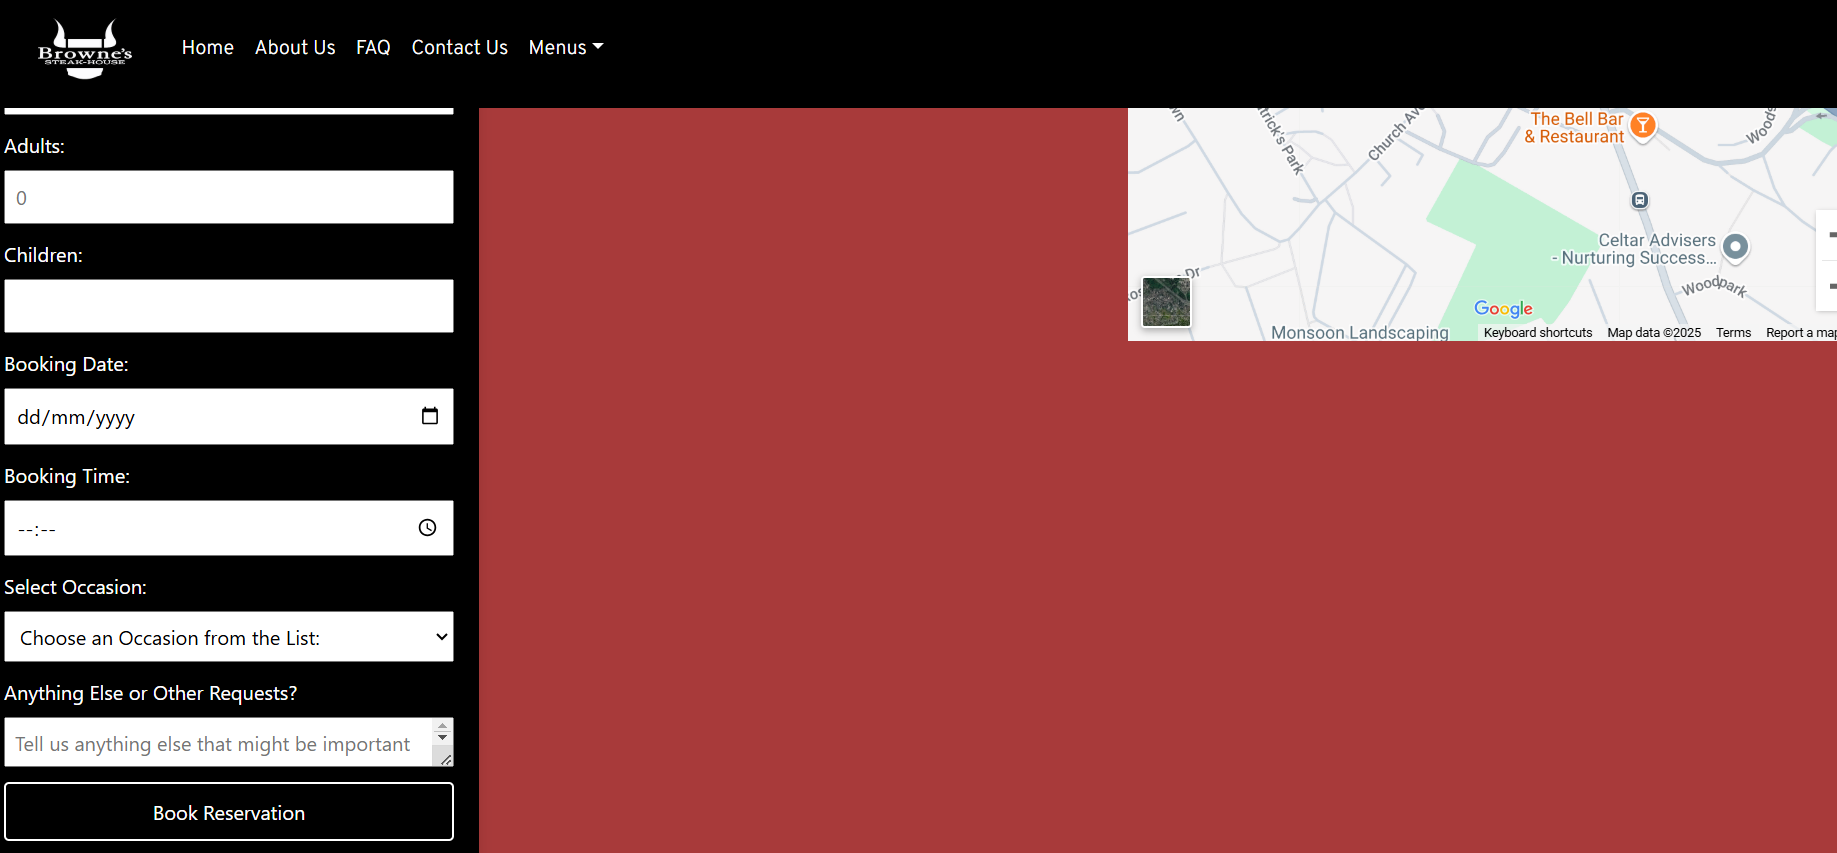 Browne's
STEAK-HOUSE
Home
About Us
FAQ
Contact Us
Menus
Adults:
0
Children:
Booking Date:
dd/mm/yyyy
Booking Time:
--:--
Select Occasion:
Choose an Occasion from the List:
Anything Else or Other Requests?
Tell us anything else that might be important
Book Reservation
trick's Park
Church Ave
The Bell Bar
& Restaurant
Woods
Celtar Advisers
- Nurturing Success...
Woodpark
Dr
Google
Monsoon Landscaping
Keyboard shortcuts
Map data ©2025
Terms
Report a map